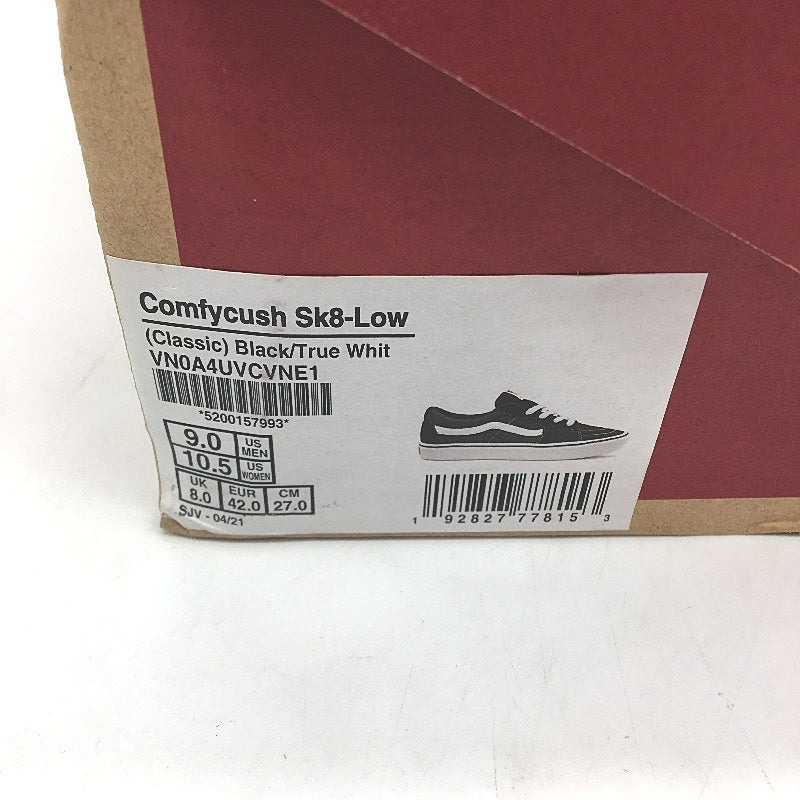 Comfycush Sk8-Low
(Classic) Black/True Whit
VN0A4UVCVNE1
*5200157993*
9.0 US MEN
10.5 US WOMEN
UK 8.0 EUR 42.0 CM 27.0
SJV - 04/21
1 92827 77815 3